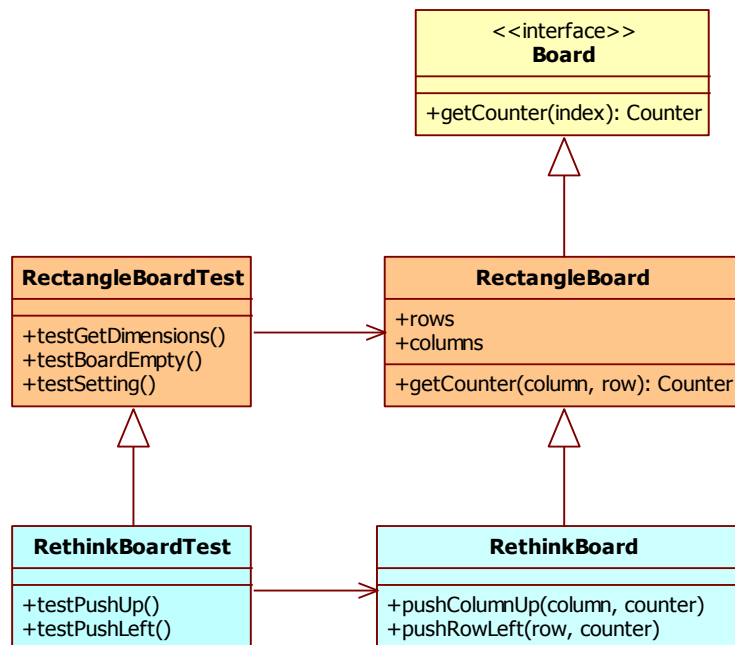 <<interface>>
Board
+getCounter(index): Counter
RectangleBoardTest
+testGetDimensions()
+testBoardEmpty()
+testSetting()
RectangleBoard
+rows
+columns
+getCounter(column, row): Counter
RethinkBoardTest
+testPushUp()
+testPushLeft()
RethinkBoard
+pushColumnUp(column, counter)
+pushRowLeft(row, counter)